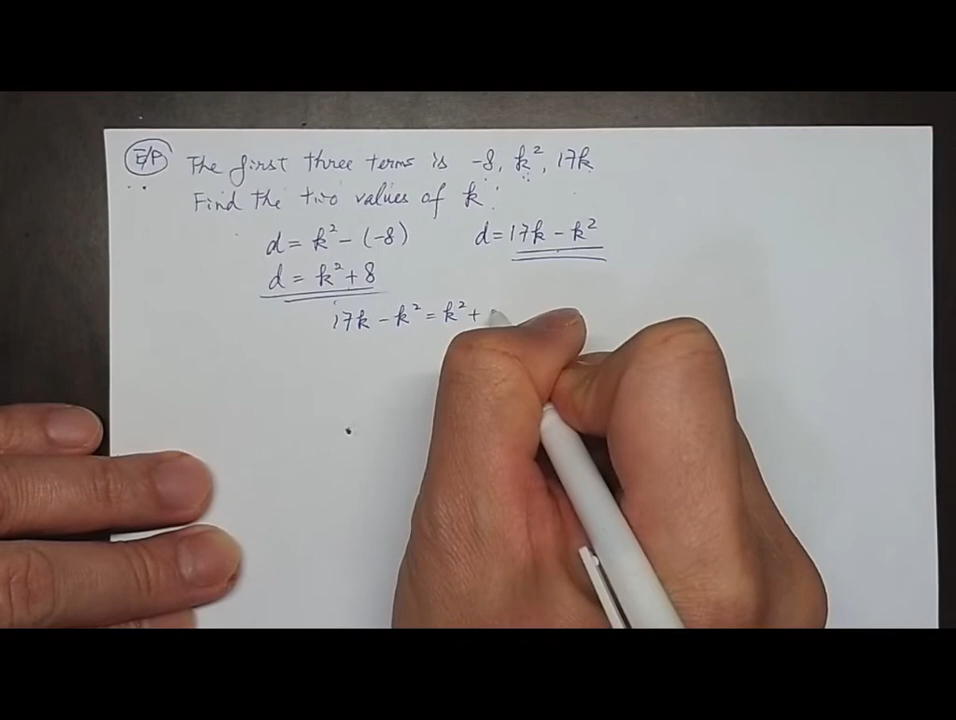 E/P The first three terms is -8, k², 17k
Find the two values of k.
d = k² - (-8) d = 17k - k²
d = k² + 8
17k - k² = k² +